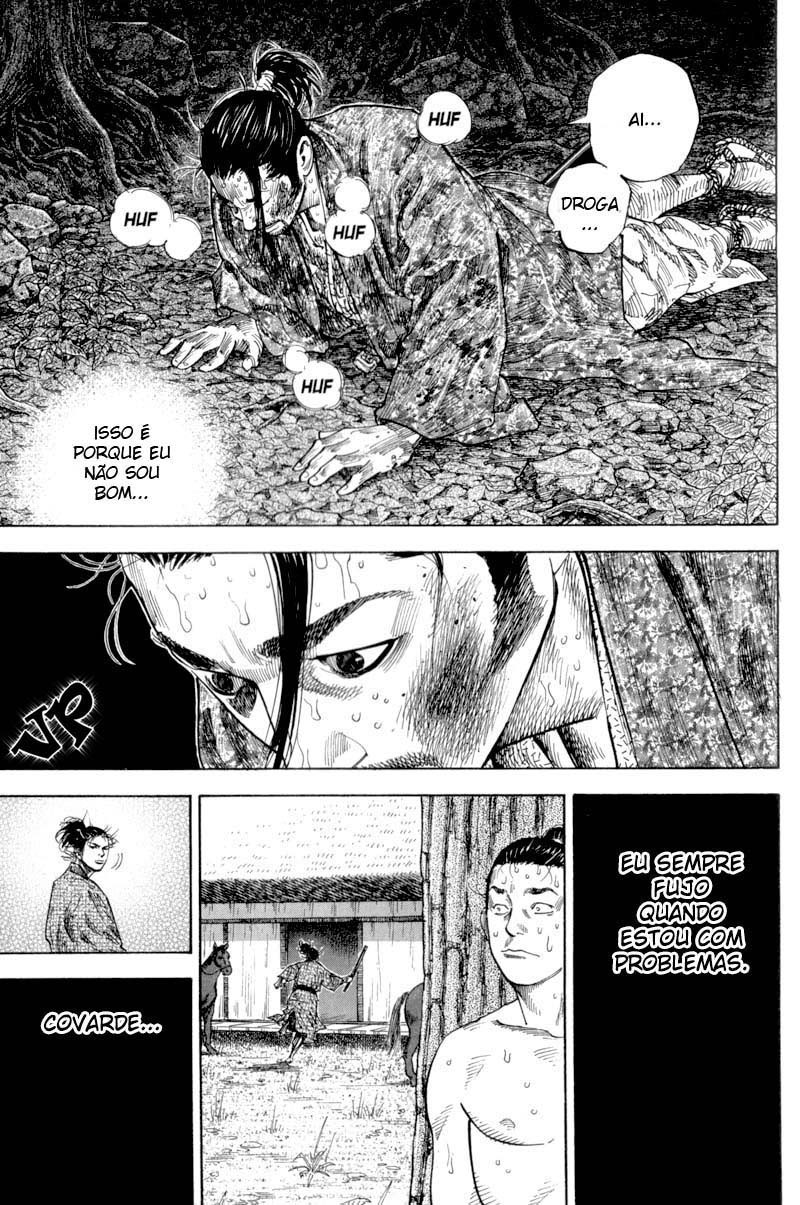 AI...
DROGA
...
HUF
HUF
HUF
HUF
ISSO É
PORQUE EU
NÃO SOU
BOM...
VP
EU SEMPRE
FUJO
QUANDO
ESTOU COM
PROBLEMAS.
COVARDE...